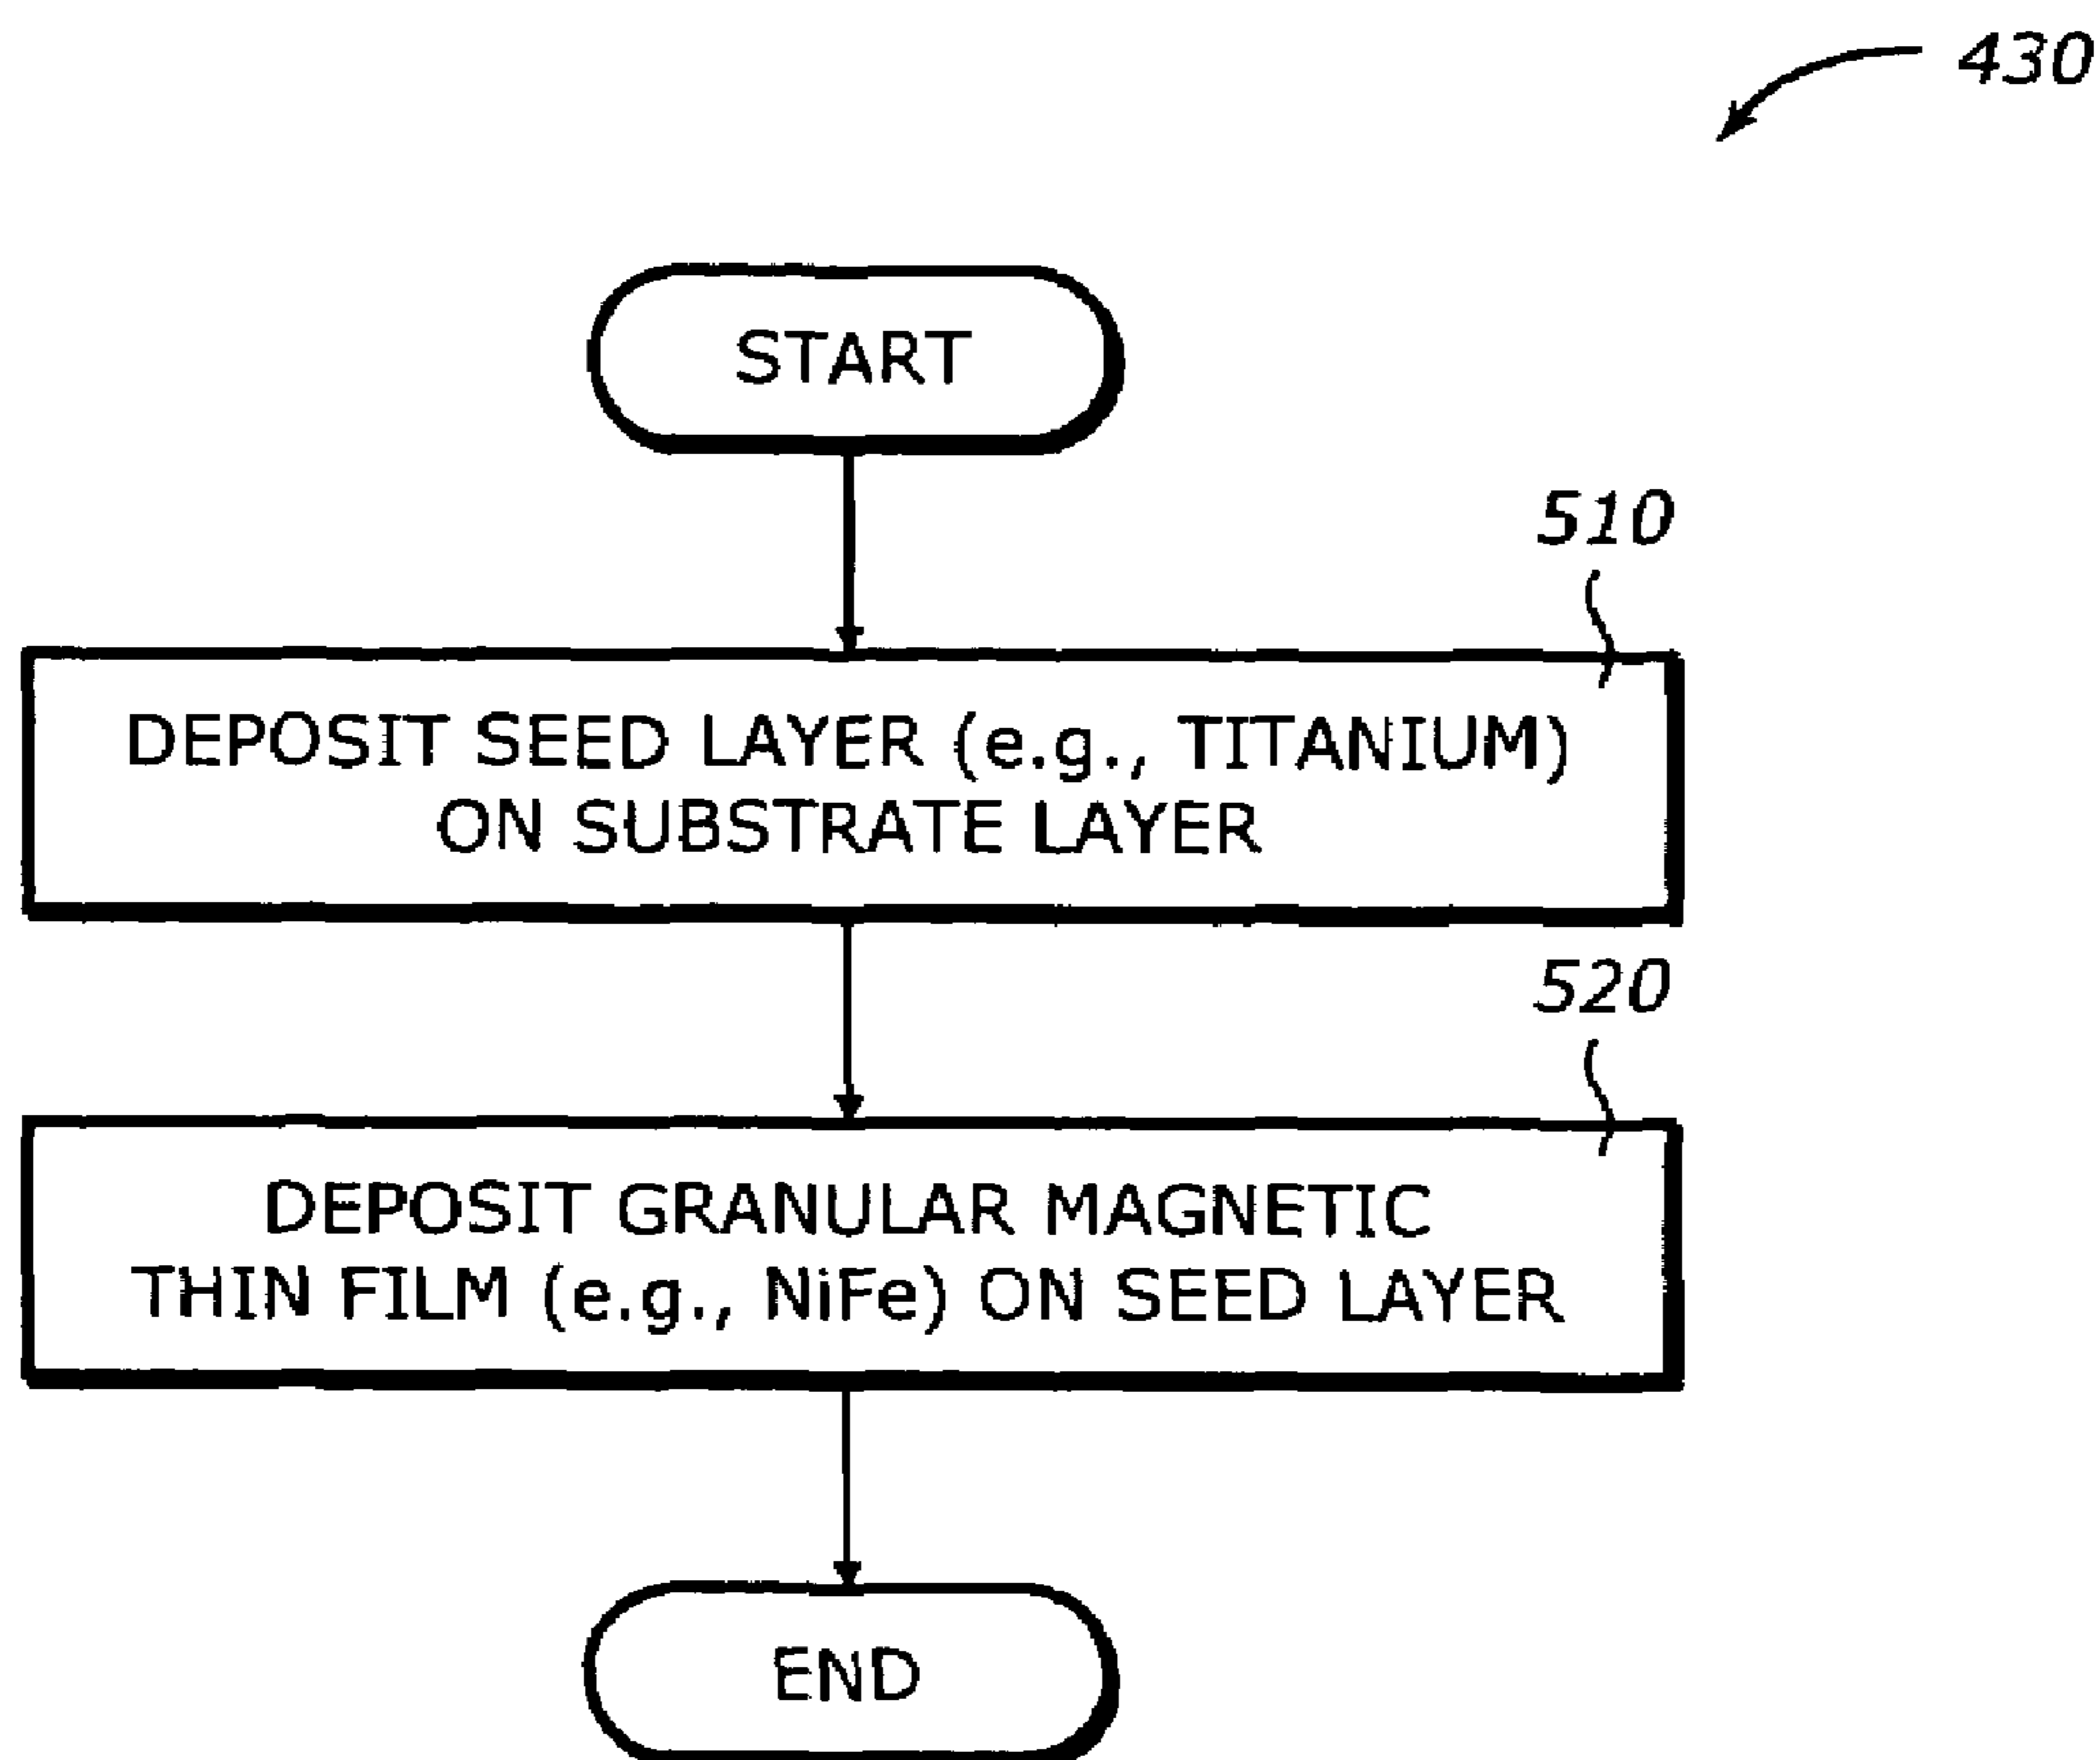 430
START
510
DEPOSIT SEED LAYER (e.g., TITANIUM)
ON SUBSTRATE LAYER
520
DEPOSIT GRANULAR MAGNETIC
THIN FILM (e.g., NiFe) ON SEED LAYER
END